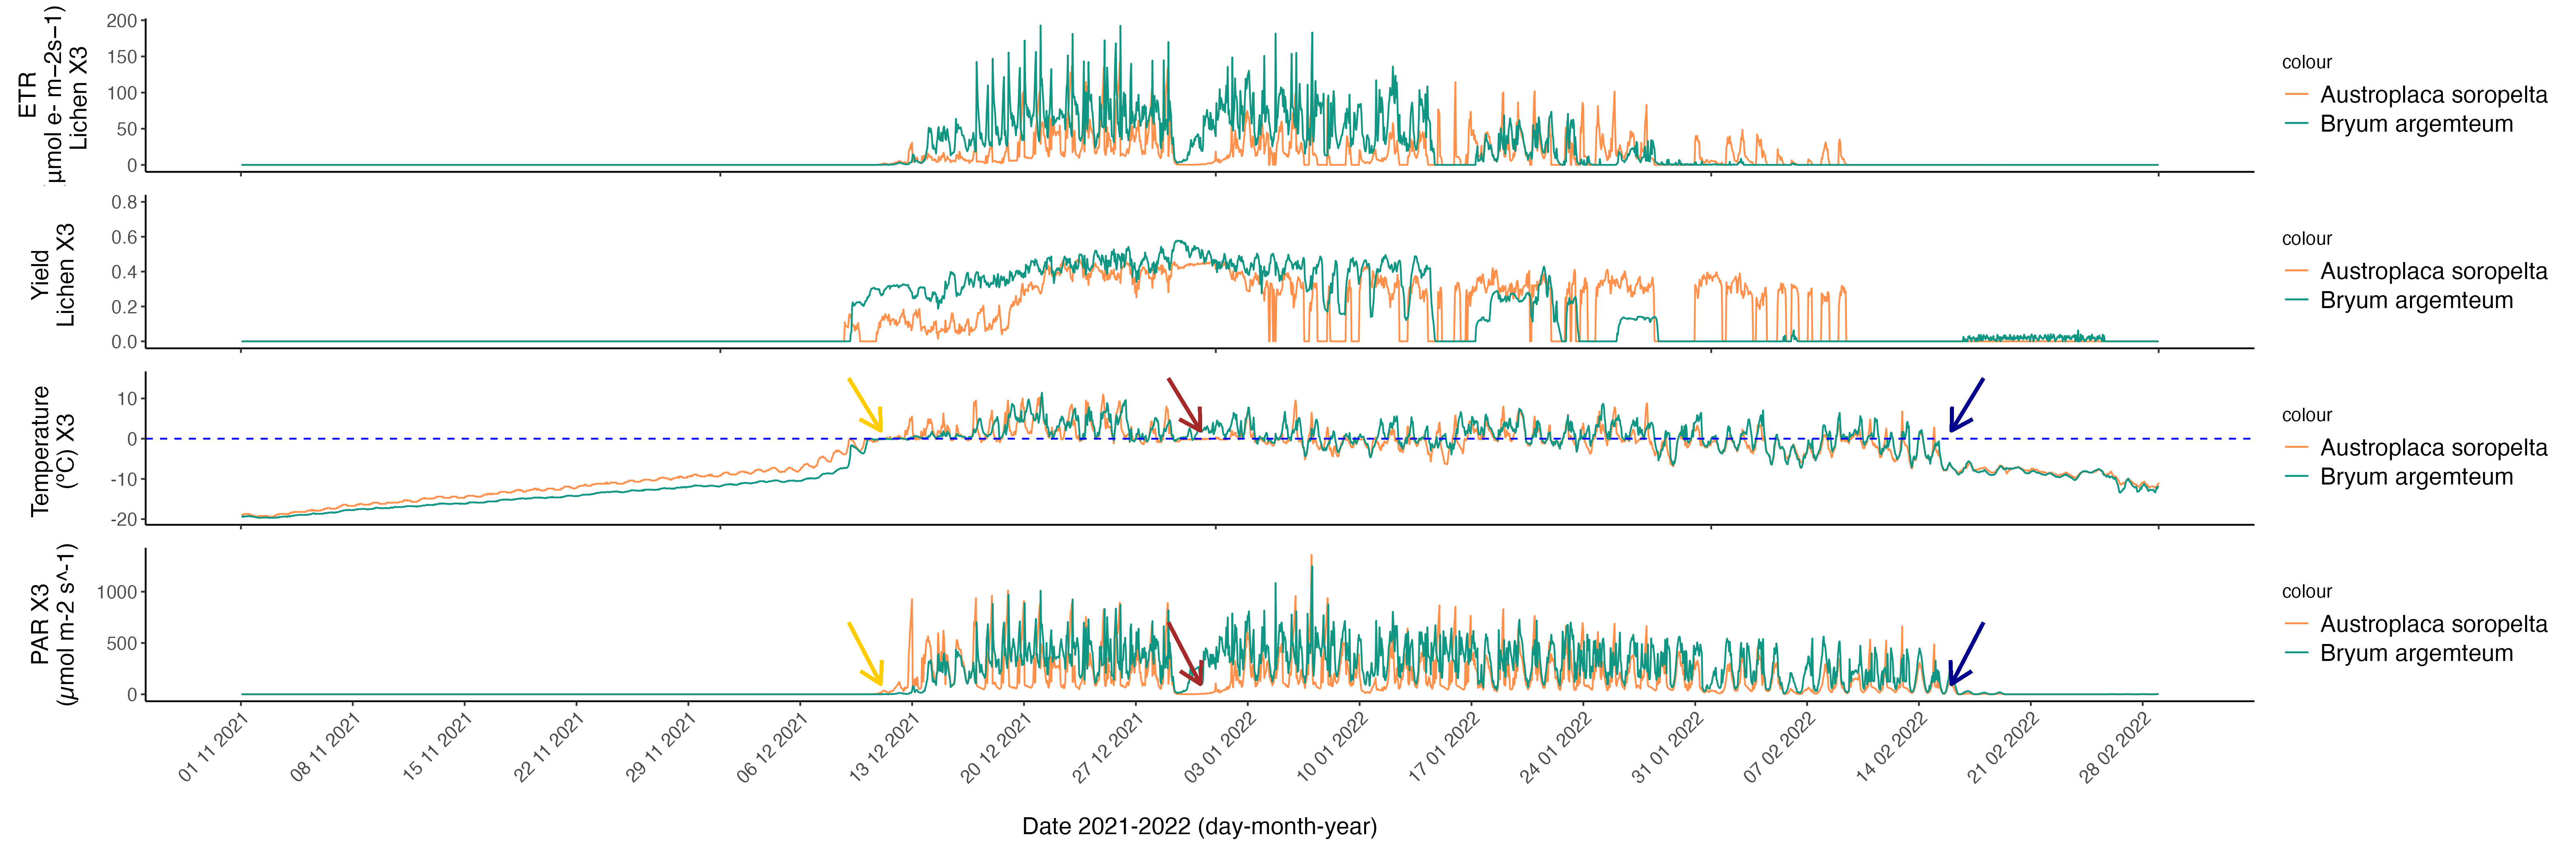 ETR
µmol e- m−2s−1)
Lichen X3
200
150
100
50
0
colour
Austroplaca soropelta
Bryum argemteum
Yield
Lichen X3
0.8
0.6
0.4
0.2
0.0
colour
Austroplaca soropelta
Bryum argemteum
Temperature
(ºC) X3
10
0
-10
-20
colour
Austroplaca soropelta
Bryum argemteum
PAR X3
(µmol m-2 s^-1)
1000
500
0
colour
Austroplaca soropelta
Bryum argemteum
01 11 2021
08 11 2021
15 11 2021
22 11 2021
29 11 2021
06 12 2021
13 12 2021
20 12 2021
27 12 2021
03 01 2022
10 01 2022
17 01 2022
24 01 2022
31 01 2022
07 02 2022
14 02 2022
21 02 2022
28 02 2022
Date 2021-2022 (day-month-year)